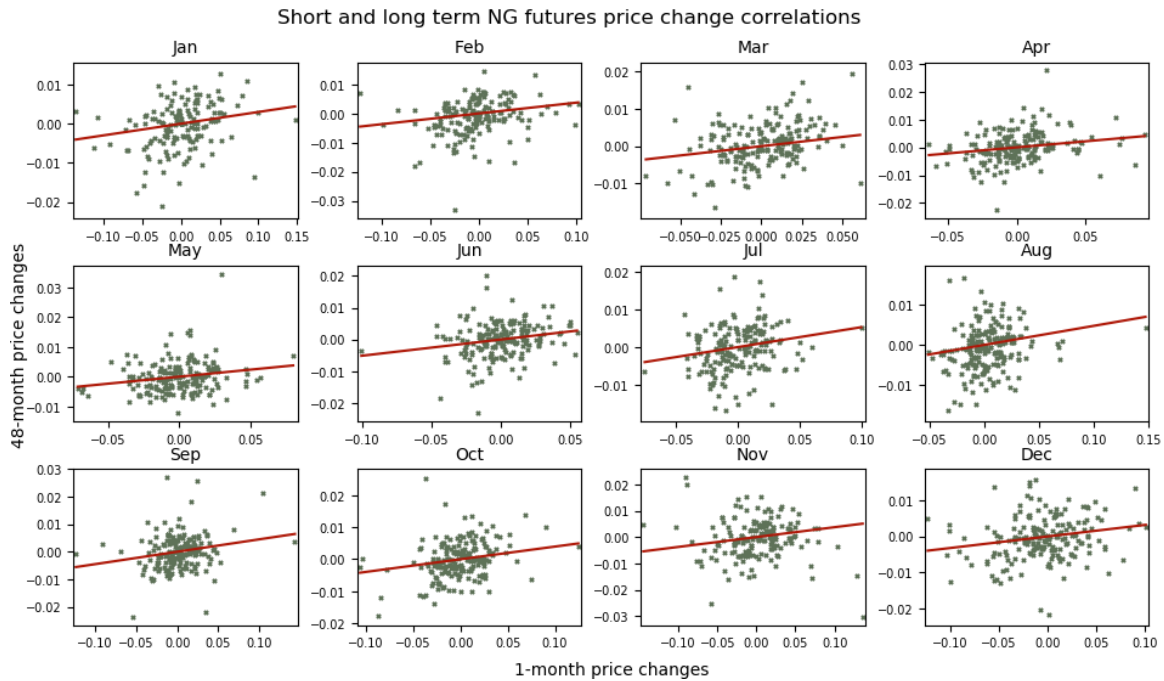 Short and long term NG futures price change correlations
Jan Feb Mar Apr
0.01 0.00 −0.01 −0.02
−0.10 −0.05 0.00 0.05 0.10 0.15
0.01 0.00 −0.01 −0.02 −0.03
−0.10 −0.05 0.00 0.05 0.10
0.02 0.01 0.00 −0.01
−0.050 −0.025 0.000 0.025 0.050
0.03 0.02 0.01 0.00 −0.01 −0.02
−0.05 0.00 0.05
48-month price changes
May Jun Jul Aug
0.03 0.02 0.01 0.00 −0.01
−0.05 0.00 0.05
0.02 0.01 0.00 −0.01 −0.02
−0.10 −0.05 0.00 0.05
0.02 0.01 0.00 −0.01
−0.05 0.00 0.05 0.10
0.01 0.00 −0.01
−0.05 0.00 0.05 0.10 0.15
Sep Oct Nov Dec
0.03 0.02 0.01 0.00 −0.01 −0.02
−0.10 −0.05 0.00 0.05 0.10
0.02 0.01 0.00 −0.01 −0.02
−0.10 −0.05 0.00 0.05 0.10
0.02 0.01 0.00 −0.01 −0.02 −0.03
−0.10 −0.05 0.00 0.05 0.10
0.01 0.00 −0.01 −0.02
−0.10 −0.05 0.00 0.05 0.10
1-month price changes